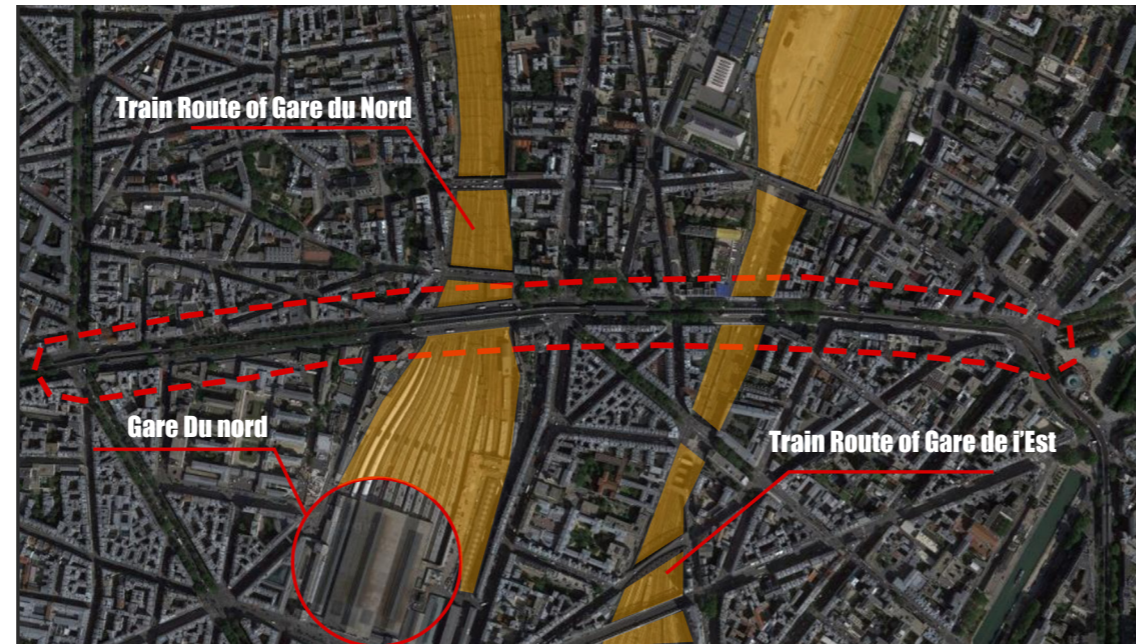 Train Route of Gare du Nord
Gare Du nord
Train Route of Gare de i'Est